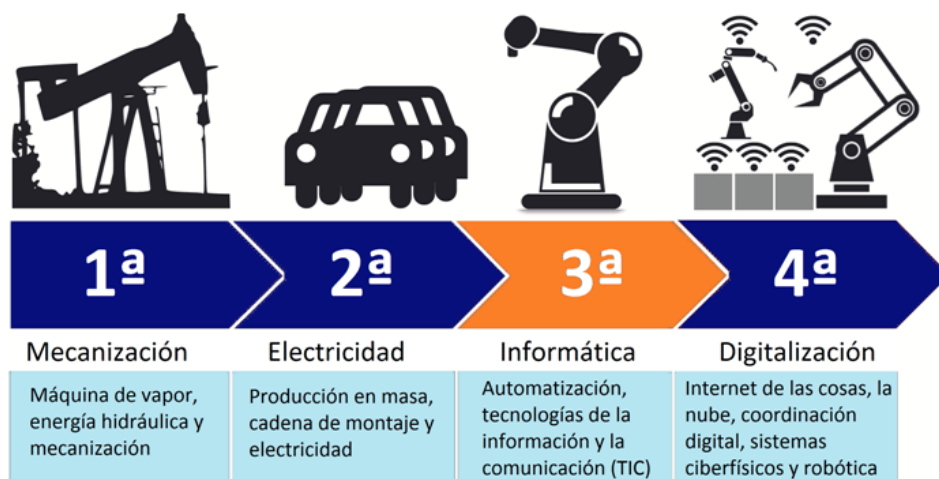 1ª
2ª
3ª
4ª
Mecanización
Electricidad
Informática
Digitalización
Máquina de vapor,
energía hidráulica y
mecanización
Producción en masa,
cadena de montaje y
electricidad
Automatización,
tecnologías de la
información y la
comunicación (TIC)
Internet de las cosas, la
nube, coordinación
digital, sistemas
ciberfísicos y robótica